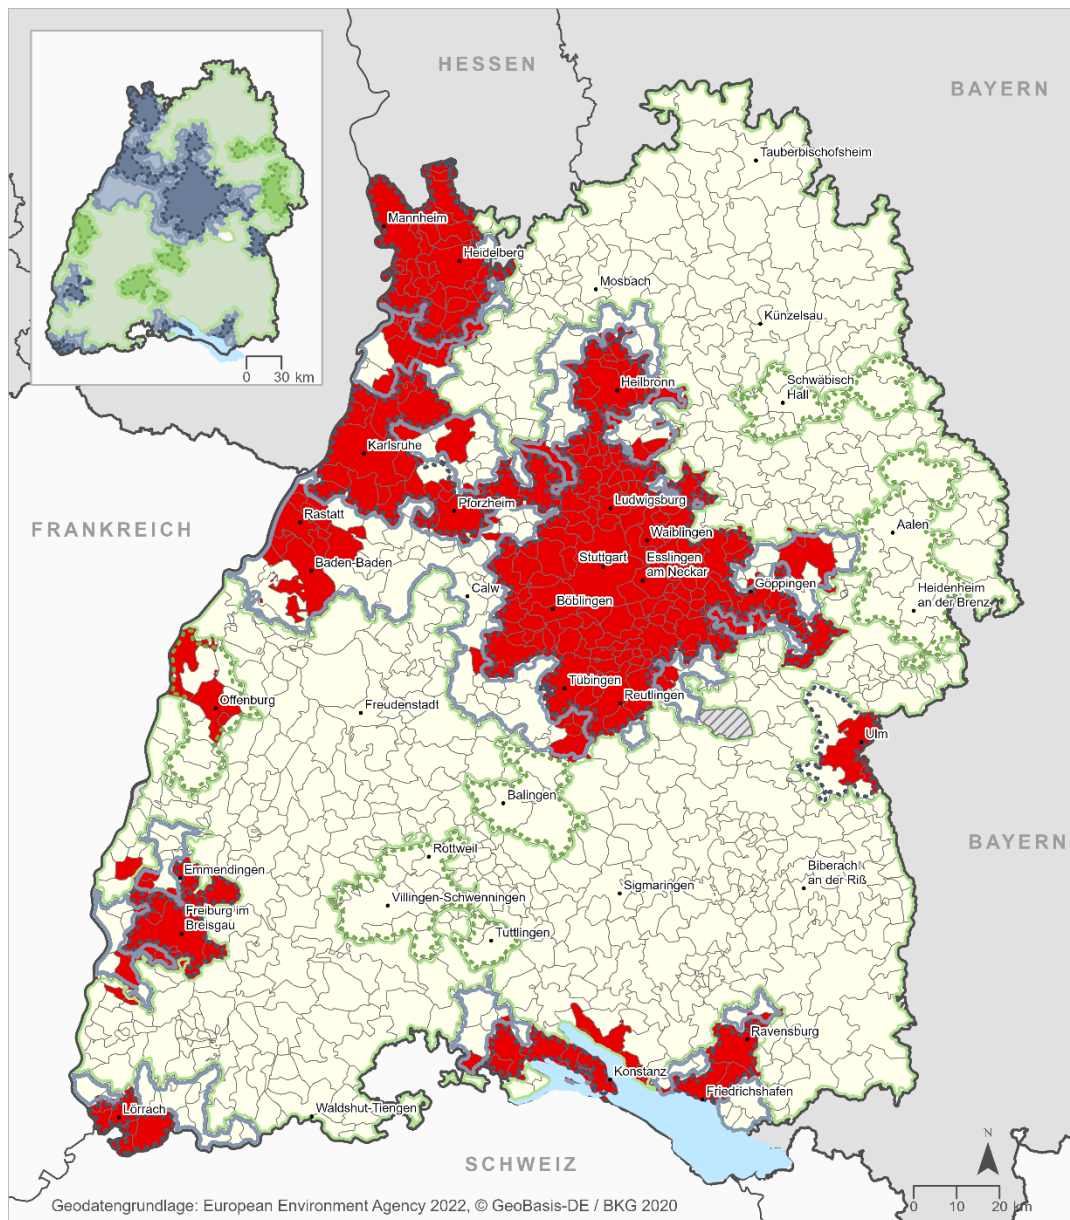 HESSEN
BAYERN
Tauberbischofsheim
Mannheim
Heidelberg
Mosbach
Künzelsau
0 30 km
Schwäbisch
Hall
Heilbronn
Karlsruhe
Pforzheim
Ludwigsburg
Rastatt
FRANKREICH
Aalen
Waiblingen
Baden-Baden
Stuttgart
Esslingen
am Neckar
Calw
Göppingen
Heidenheim
an der Brenz
Böblingen
Tübingen
Reutlingen
Offenburg
Freudenstadt
Ulm
Balingen
BAYERN
Rottweil
Emmendingen
Biberach
an der Riß
Sigmaringen
Villingen-Schwenningen
Freiburg im
Breisgau
Tuttlingen
Ravensburg
Konstanz
Friedrichshafen
Lörrach
Waldshut-Tiengen
N
SCHWEIZ
0 10 20 km
Geodatengrundlage: European Environment Agency 2022, © GeoBasis-DE / BKG 2020